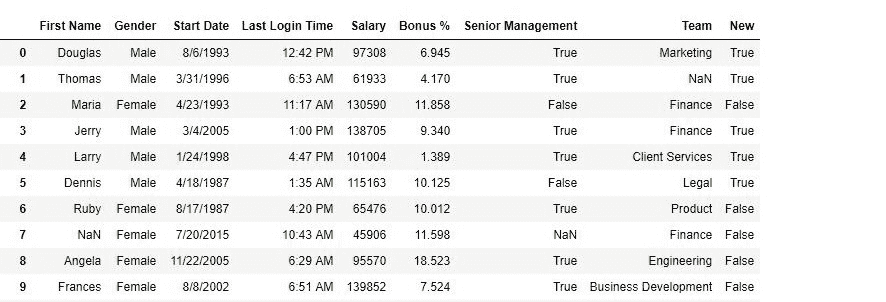 First Name Gender Start Date Last Login Time Salary Bonus % Senior Management Team New
0 Douglas Male 8/6/1993 12:42 PM 97308 6.945 True Marketing True
1 Thomas Male 3/31/1996 6:53 AM 61933 4.170 True NaN True
2 Maria Female 4/23/1993 11:17 AM 130590 11.858 False Finance False
3 Jerry Male 3/4/2005 1:00 PM 138705 9.340 True Finance True
4 Larry Male 1/24/1998 4:47 PM 101004 1.389 True Client Services True
5 Dennis Male 4/18/1987 1:35 AM 115163 10.125 False Legal True
6 Ruby Female 8/17/1987 4:20 PM 65476 10.012 True Product False
7 NaN Female 7/20/2015 10:43 AM 45906 11.598 NaN Finance False
8 Angela Female 11/22/2005 6:29 AM 95570 18.523 True Engineering False
9 Frances Female 8/8/2002 6:51 AM 139852 7.524 True Business Development False